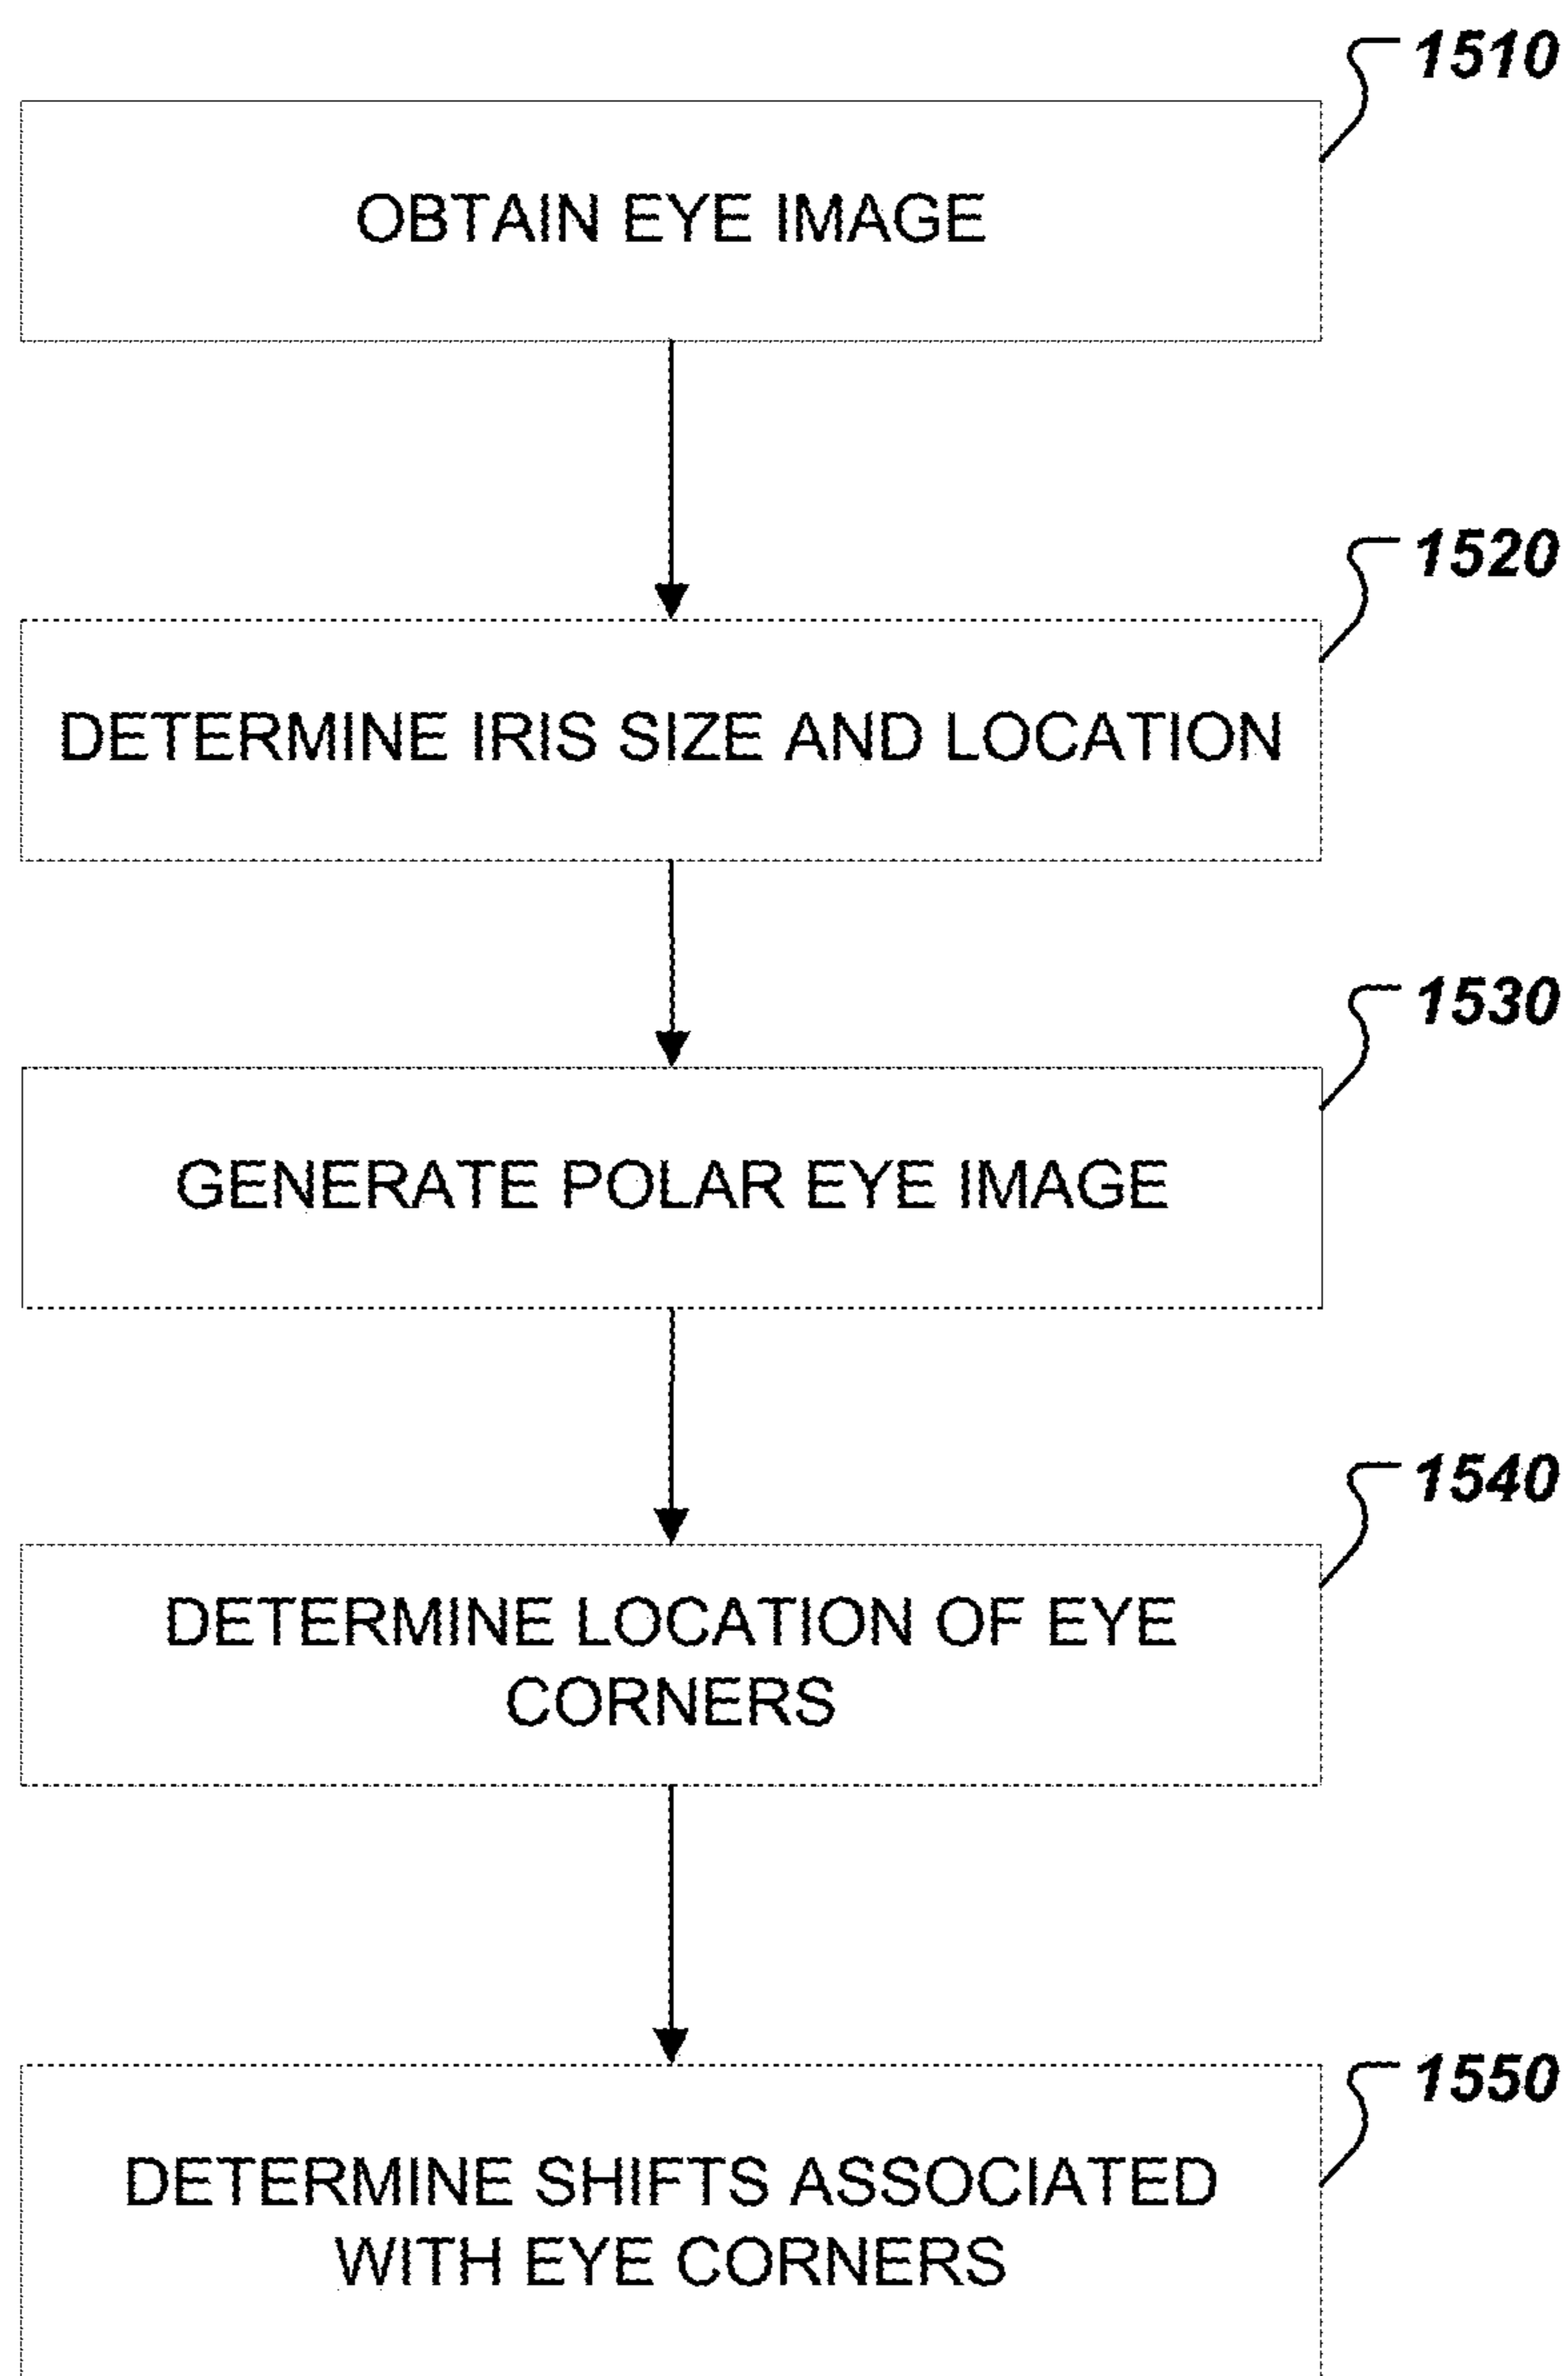 1510
OBTAIN EYE IMAGE
1520
DETERMINE IRIS SIZE AND LOCATION
1530
GENERATE POLAR EYE IMAGE
1540
DETERMINE LOCATION OF EYE
CORNERS
1550
DETERMINE SHIFTS ASSOCIATED
WITH EYE CORNERS